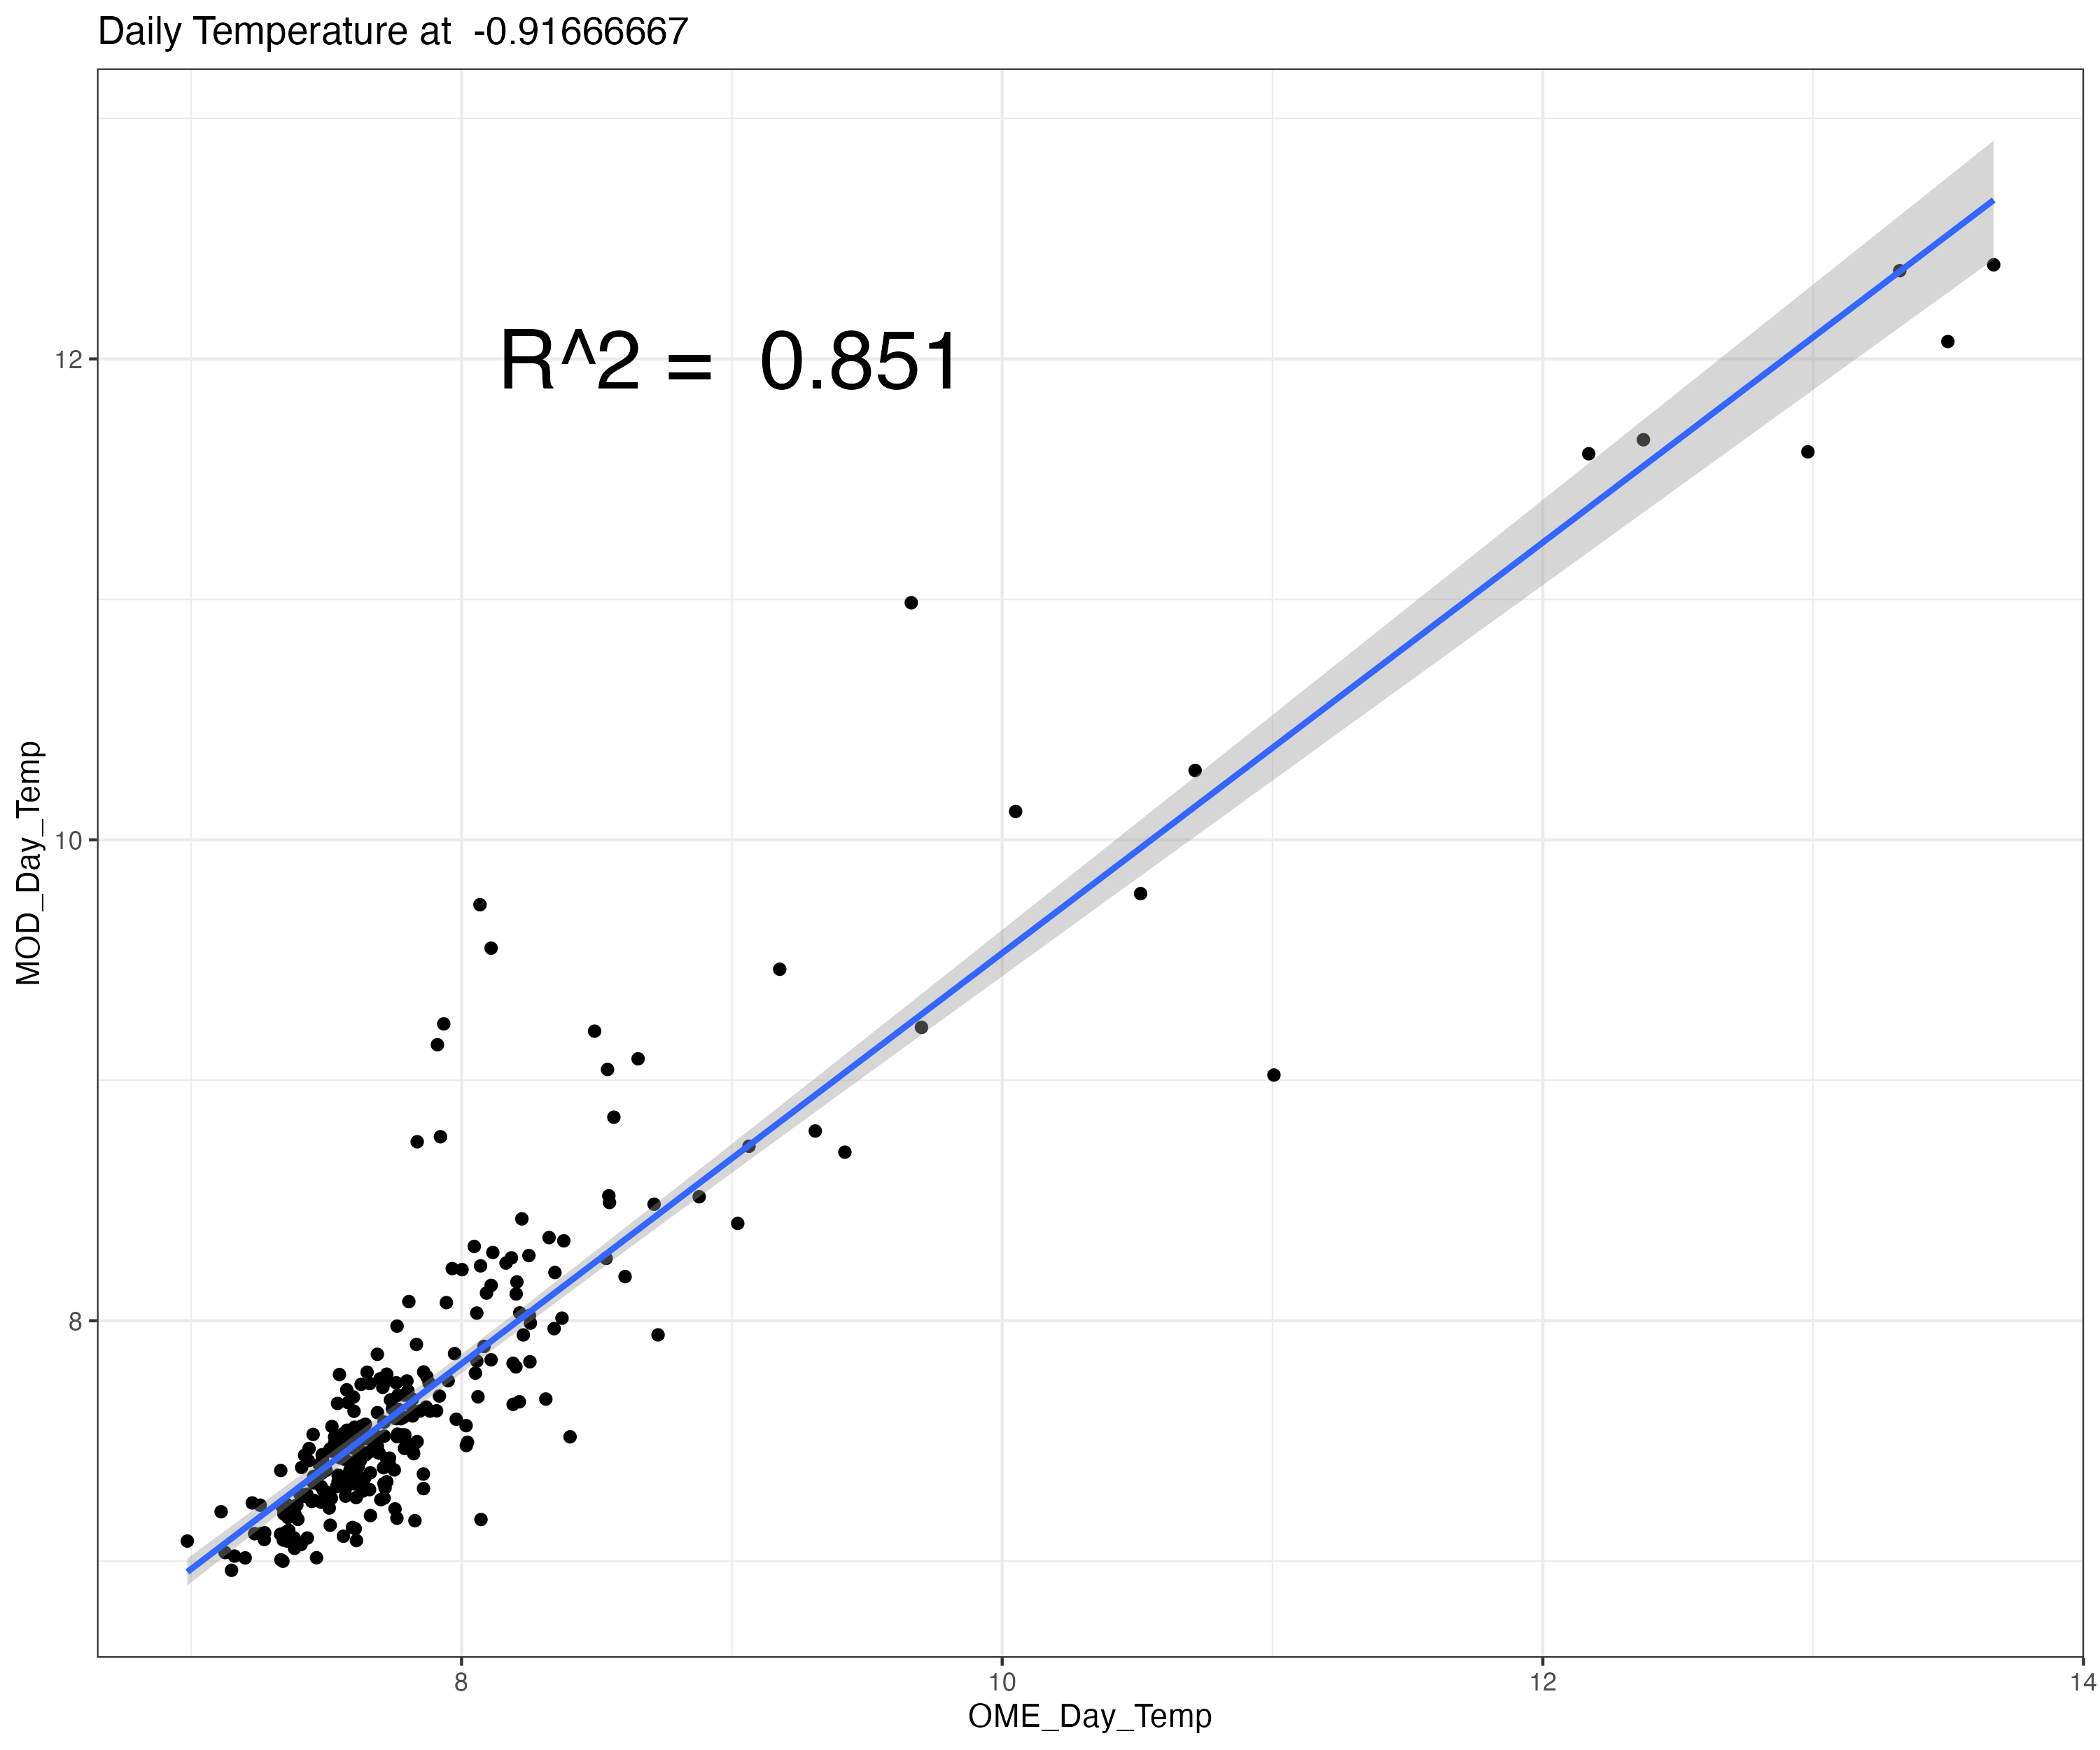 Daily Temperature at  -0.91666667
R^2 =  0.851
MOD_Day_Temp
12
10
8
8
10
12
14
OME_Day_Temp